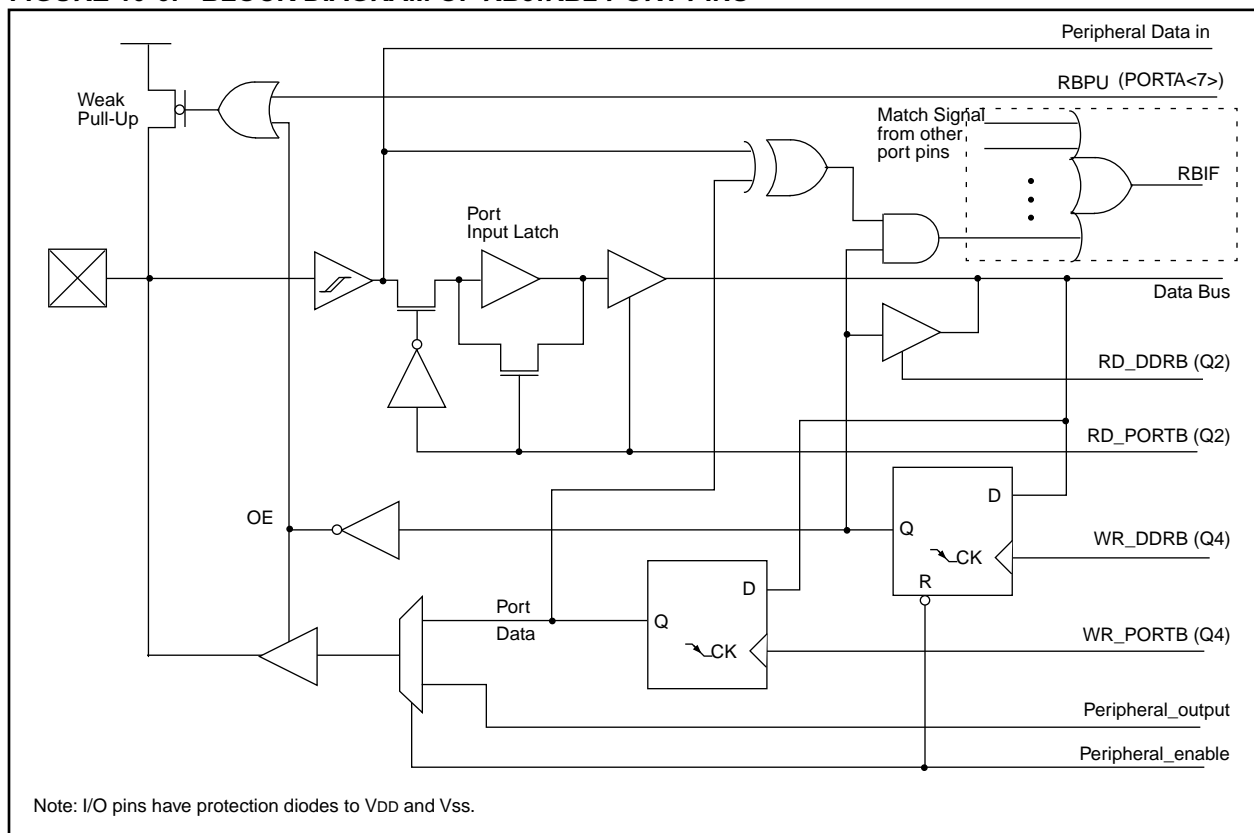 Peripheral Data in
RBPU (PORTA<7>)
Weak
Pull-Up
Match Signal
from other
port pins
RBIF
Port
Input Latch
Data Bus
RD_DDRB (Q2)
RD_PORTB (Q2)
D
OE
Q
CK
WR_DDRB (Q4)
R
D
Port
Data
Q
CK
WR_PORTB (Q4)
Peripheral_output
Peripheral_enable
Note: I/O pins have protection diodes to VDD and Vss.